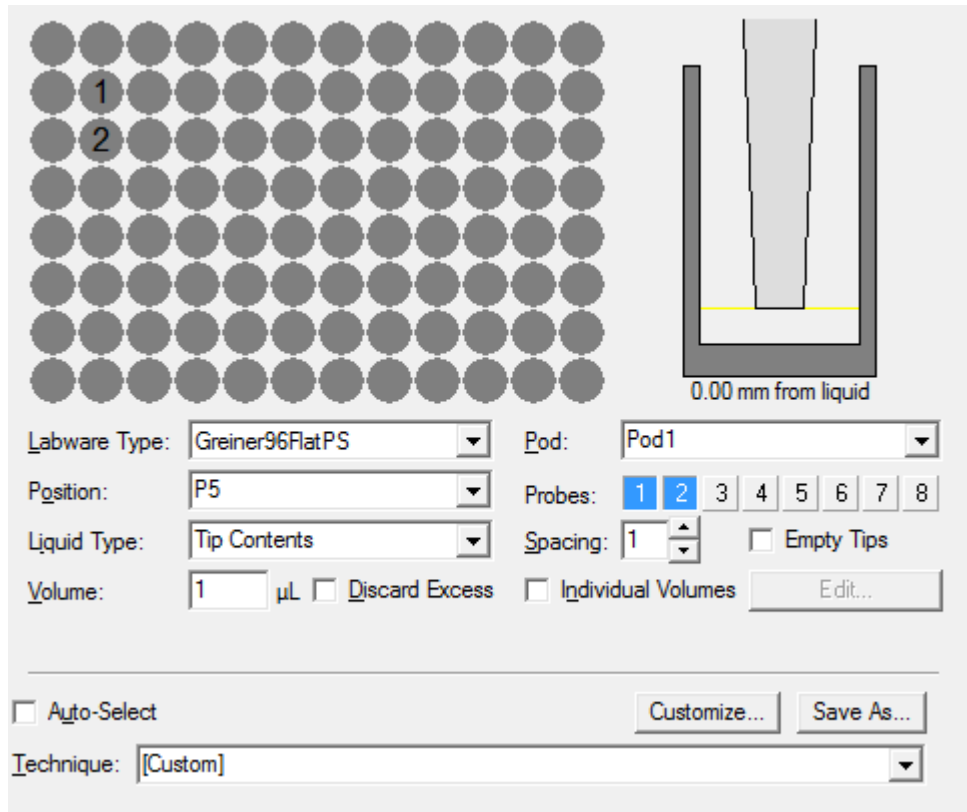 1
2
0.00 mm from liquid
Labware Type: Greiner96FlatPS Pod: Pod1
Position: P5 Probes: 1 2 3 4 5 6 7 8
Liquid Type: Tip Contents Spacing: 1 Empty Tips
Volume: 1 µL Discard Excess Individual Volumes Edit...
Auto-Select Customize... Save As...
Technique: [Custom]